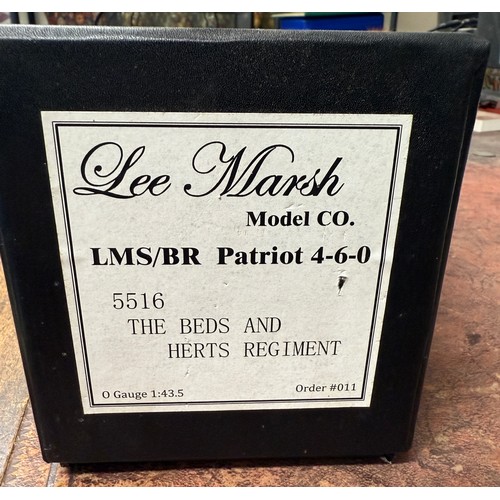 Lee Marsh
Model CO.
LMS/BR Patriot 4-6-0
5516
THE BEDS AND
HERTS REGIMENT
O Gauge 1:43.5 Order #011